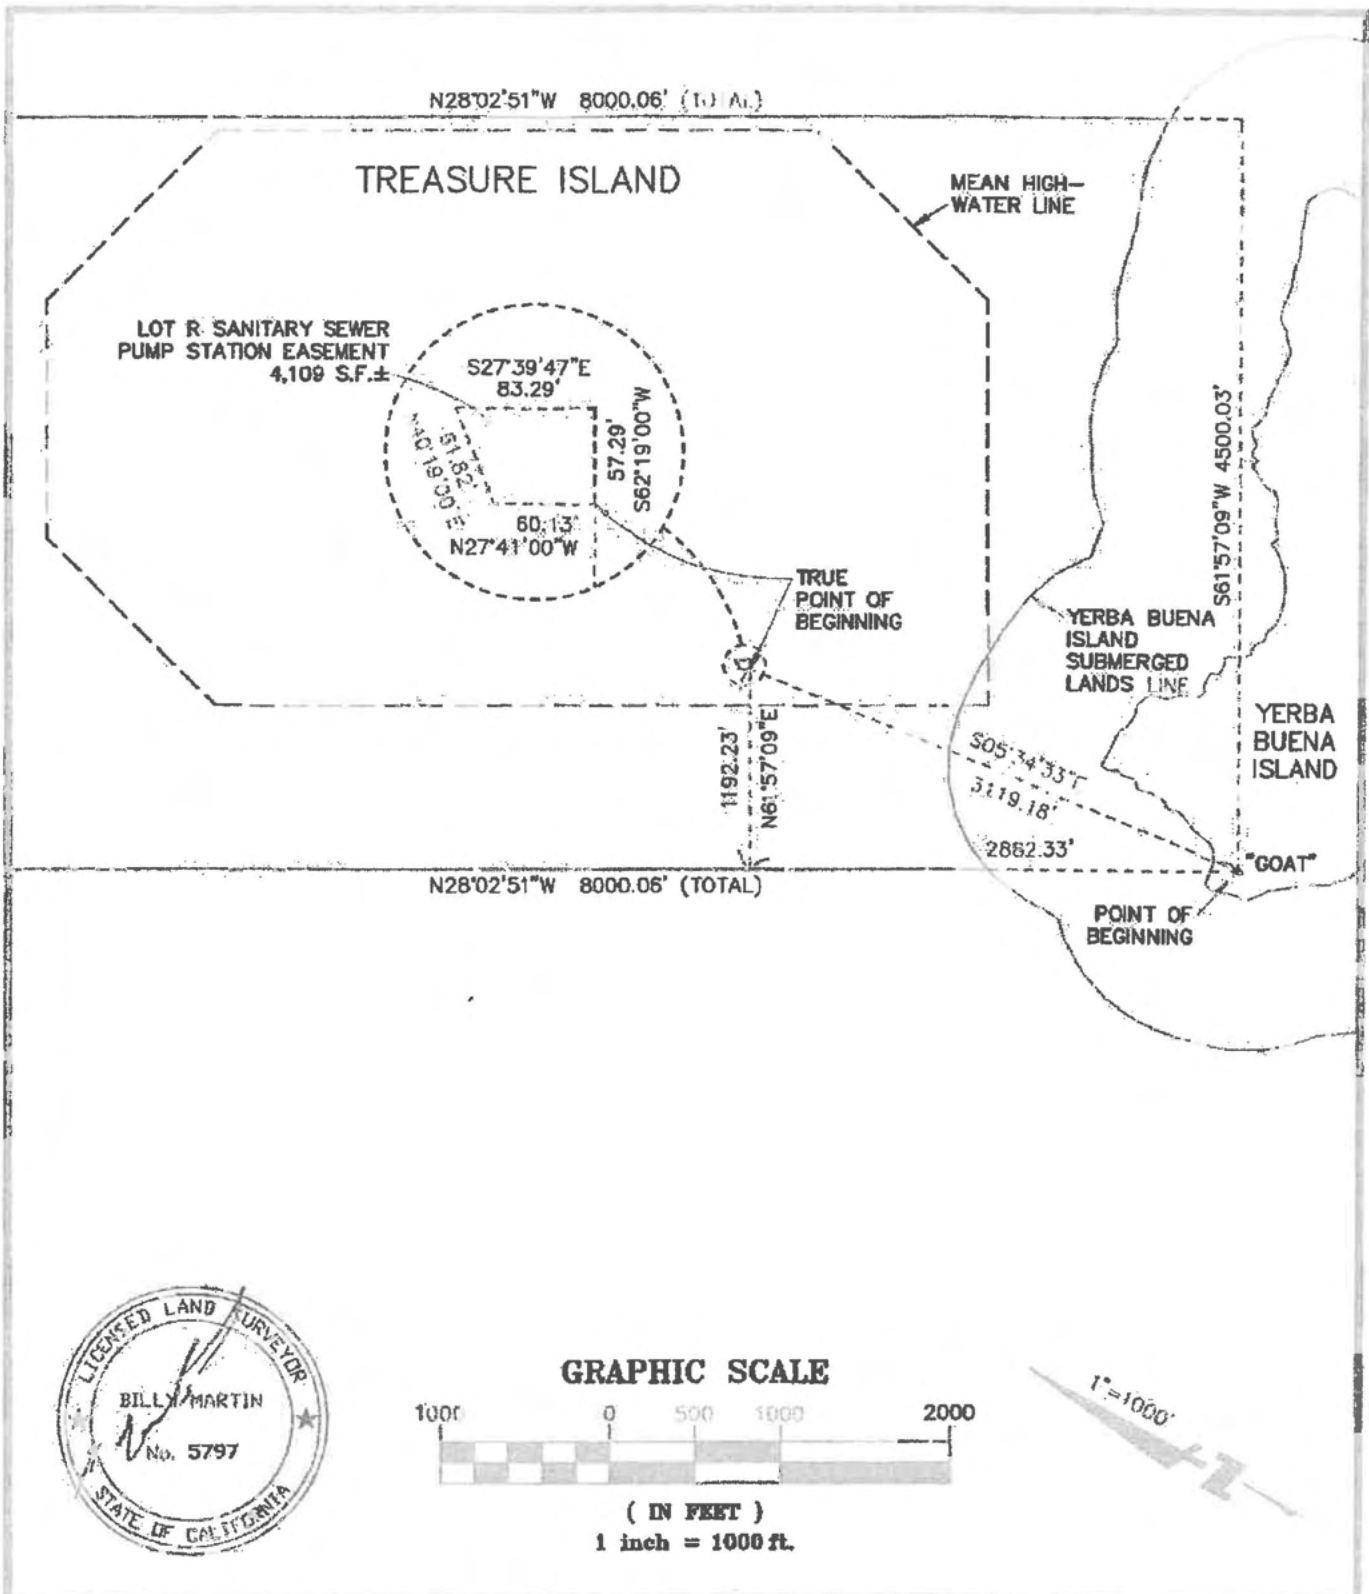 N28°02'51"W 8000.06' (TOTAL)
TREASURE ISLAND
MEAN HIGH-
WATER LINE
LOT R SANITARY SEWER
PUMP STATION EASEMENT
4,109 S.F.±
S27°39'47"E
83.29'
57.29'
S62°19'00"W
61.82'
N40°19'00"E
60.13'
N27°41'00"W
S61°57'09"W 4500.03'
TRUE
POINT OF
BEGINNING
YERBA BUENA
ISLAND
SUBMERGED
LANDS LINE
YERBA
BUENA
ISLAND
1192.23'
N61°57'09"E
S05°34'33"E
3119.18'
2862.33'
"GOAT"
N28°02'51"W 8000.06' (TOTAL)
POINT OF
BEGINNING
LICENSED LAND SURVEYOR
BILLY MARTIN
No. 5797
STATE OF CALIFORNIA
GRAPHIC SCALE
1000 0 500 1000 2000
( IN FEET )
1 inch = 1000 ft.
1"=1000'
N